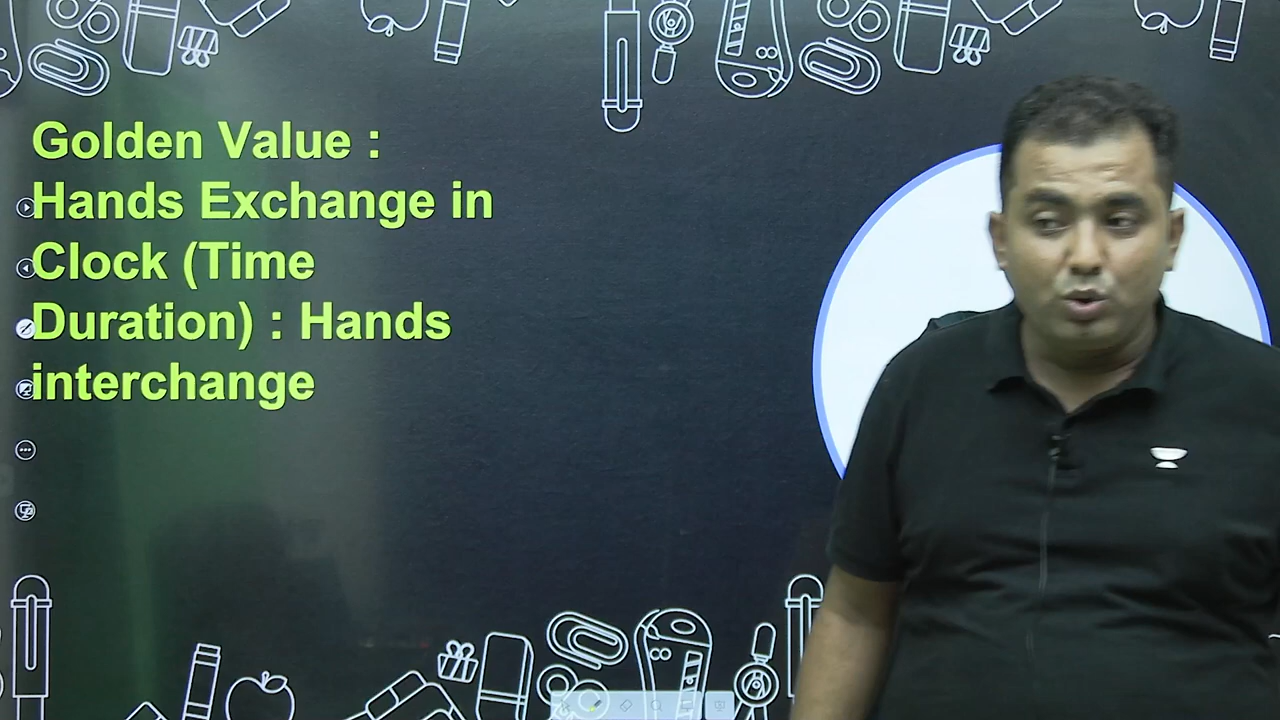 Golden Value :
Hands Exchange in
Clock (Time
Duration) : Hands
interchange